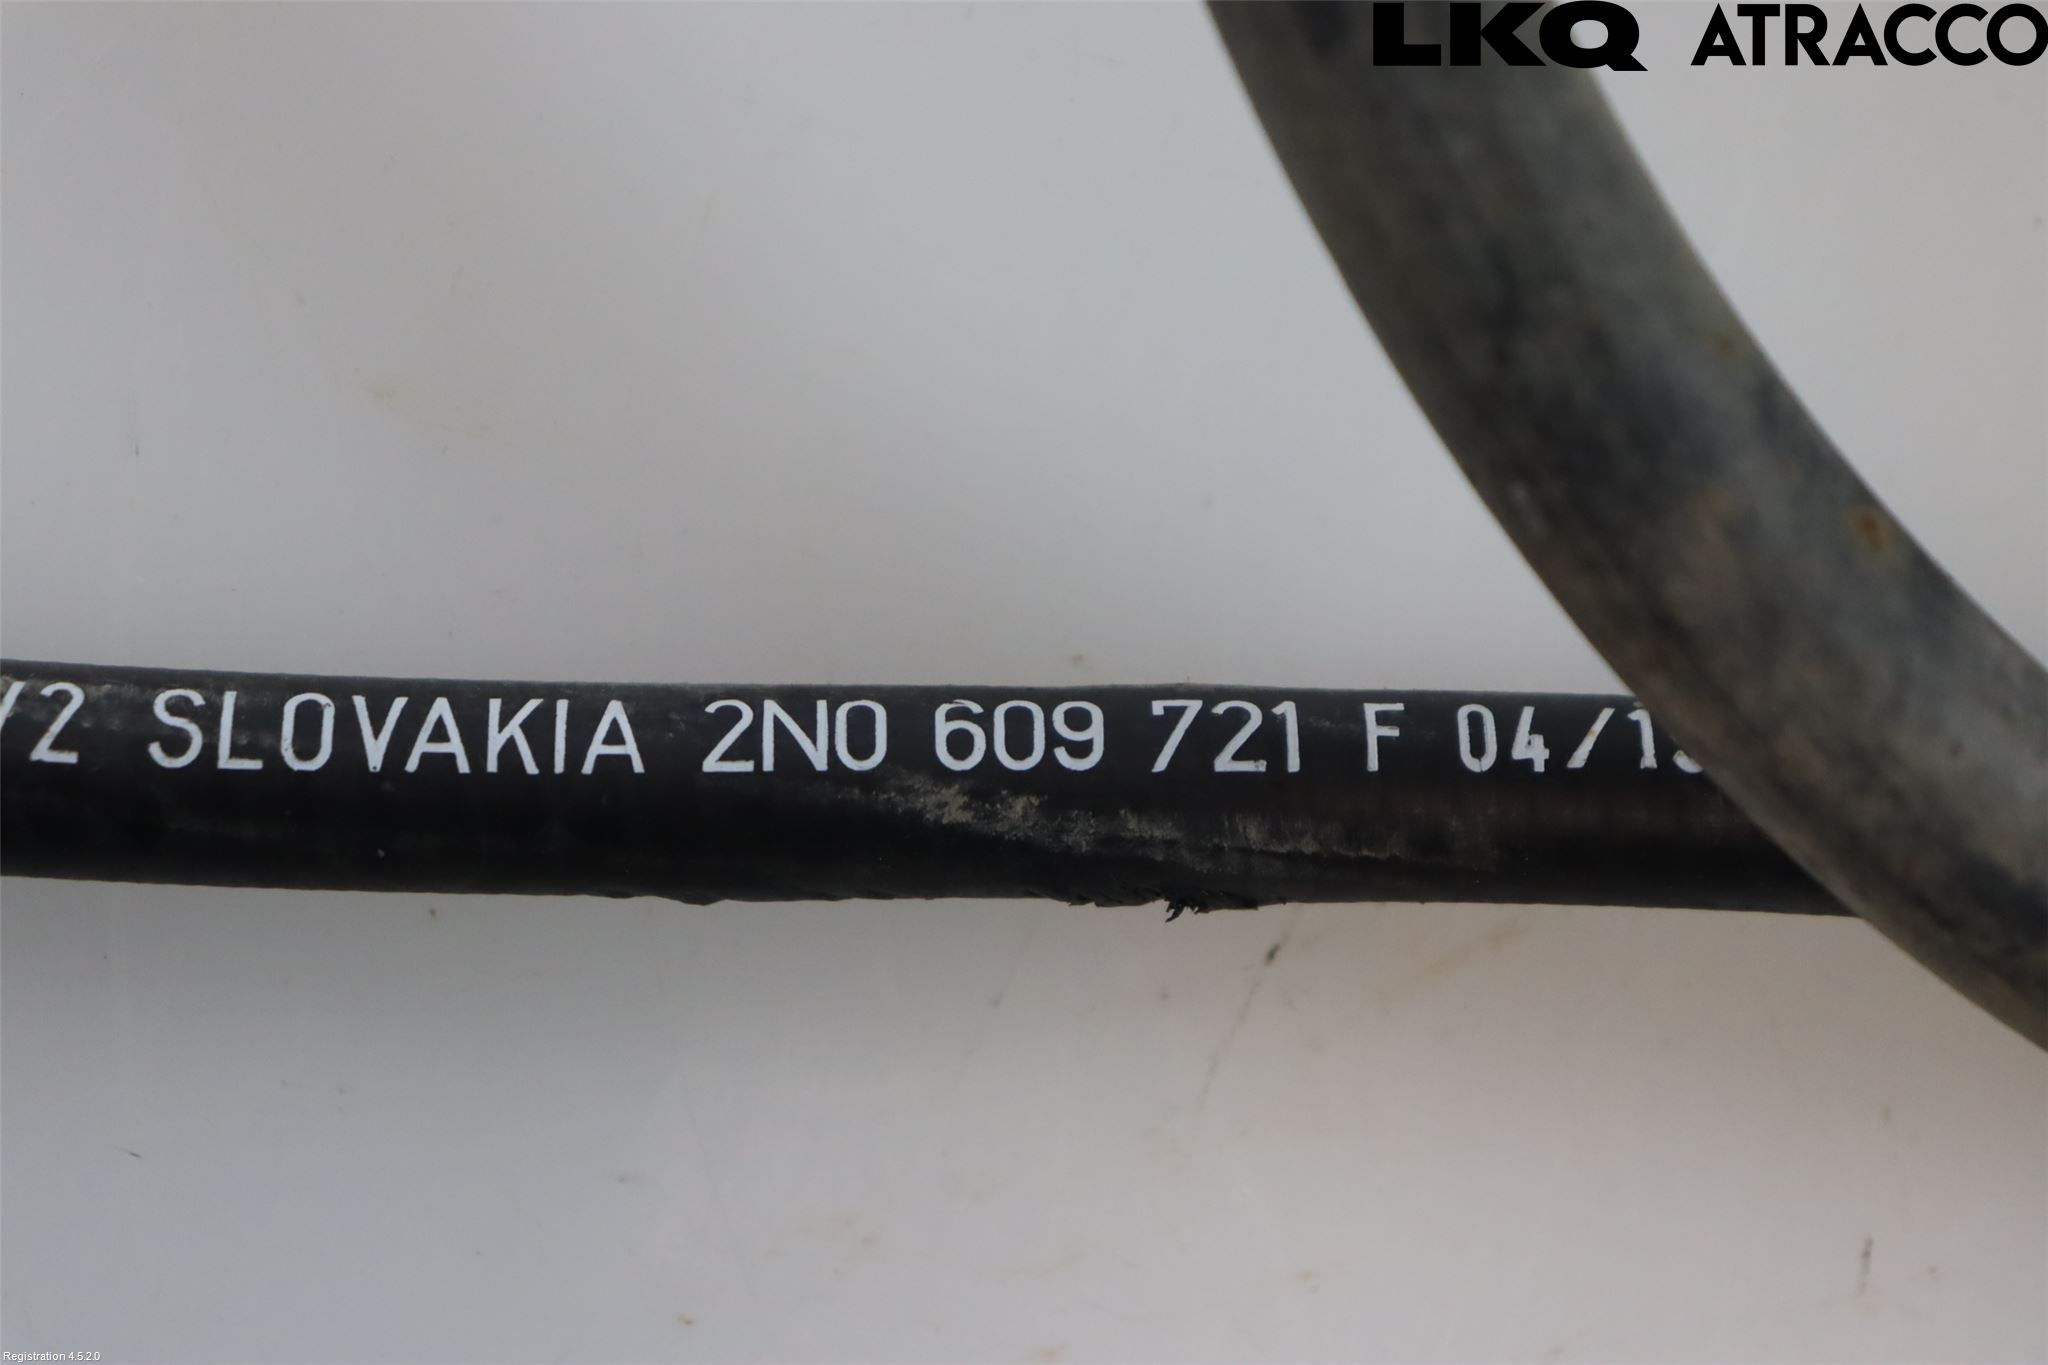 LKQ ATRACCO
/2 SLOVAKIA 2N0 609 721 F 04/1
Registration 4.5.2.0